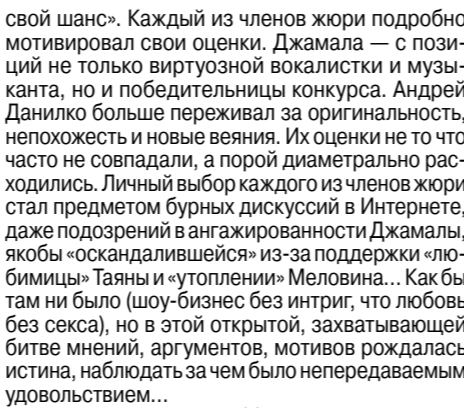 свой шанс». Каждый из членов жюри подробно
мотивировал свои оценки. Джамала — с пози-
ций не только виртуозной вокалистки и музы-
канта, но и победительницы конкурса. Андрей
Данилко больше переживал за оригинальность,
непохожесть и новые веяния. Их оценки не то что
часто не совпадали, а порой диаметрально рас-
ходились. Личный выбор каждого из членов жюри
стал предметом бурных дискуссий в Интернете,
даже подозрений в ангажированности Джамалы,
якобы «оскандалившейся» из-за поддержки «лю-
бимицы» Таяны и «утоплении» Меловина... Как бы
там ни было (шоу-бизнес без интриг, что любовь
без секса), но в этой открытой, захватывающей
битве мнений, аргументов, мотивов рождалась
истина, наблюдать за чем было непередаваемым
удовольствием...